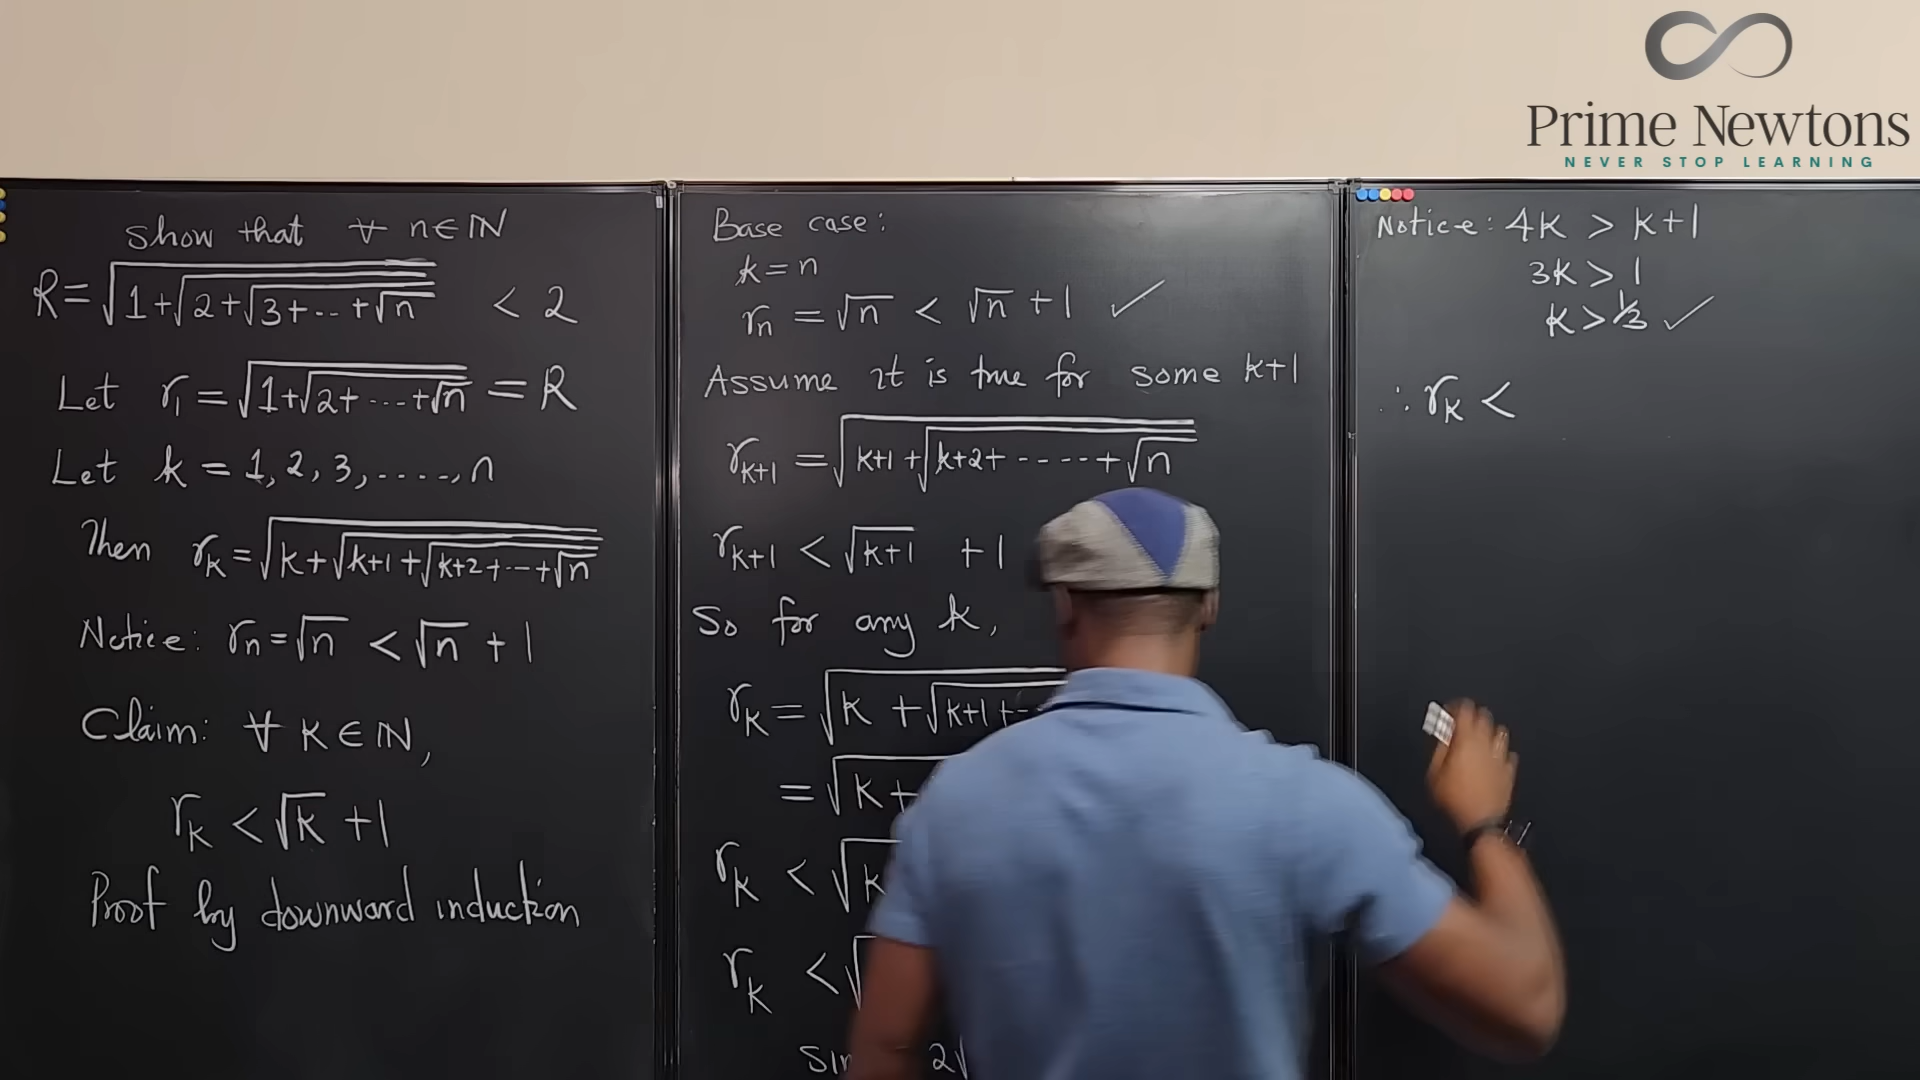 Prime Newtons
NEVER STOP LEARNING
Show that ∀ n∈ℕ
R=√(1+√(2+√(3+...+√n))) < 2
Let r₁ = √(1+√(2+...+√n)) = R
Let k = 1, 2, 3, ....., n
Then r_k = √(k+√(k+1+√(k+2+...+√n)))
Notice: r_n = √n < √n + 1
Claim: ∀ k∈ℕ,
r_k < √k + 1
Proof by downward induction
Base case:
k = n
r_n = √n < √n + 1 ✓
Assume it is true for some k+1
r_{k+1} = √(k+1+√(k+2+.....+√n))
r_{k+1} < √(k+1) + 1
So for any k,
r_k = √(k + √(k+1+
= √(k+
r_k < √k
r_k < √
2√
Notice: 4k > k+1
3k > 1
k > 1/3 ✓
∴ r_k <